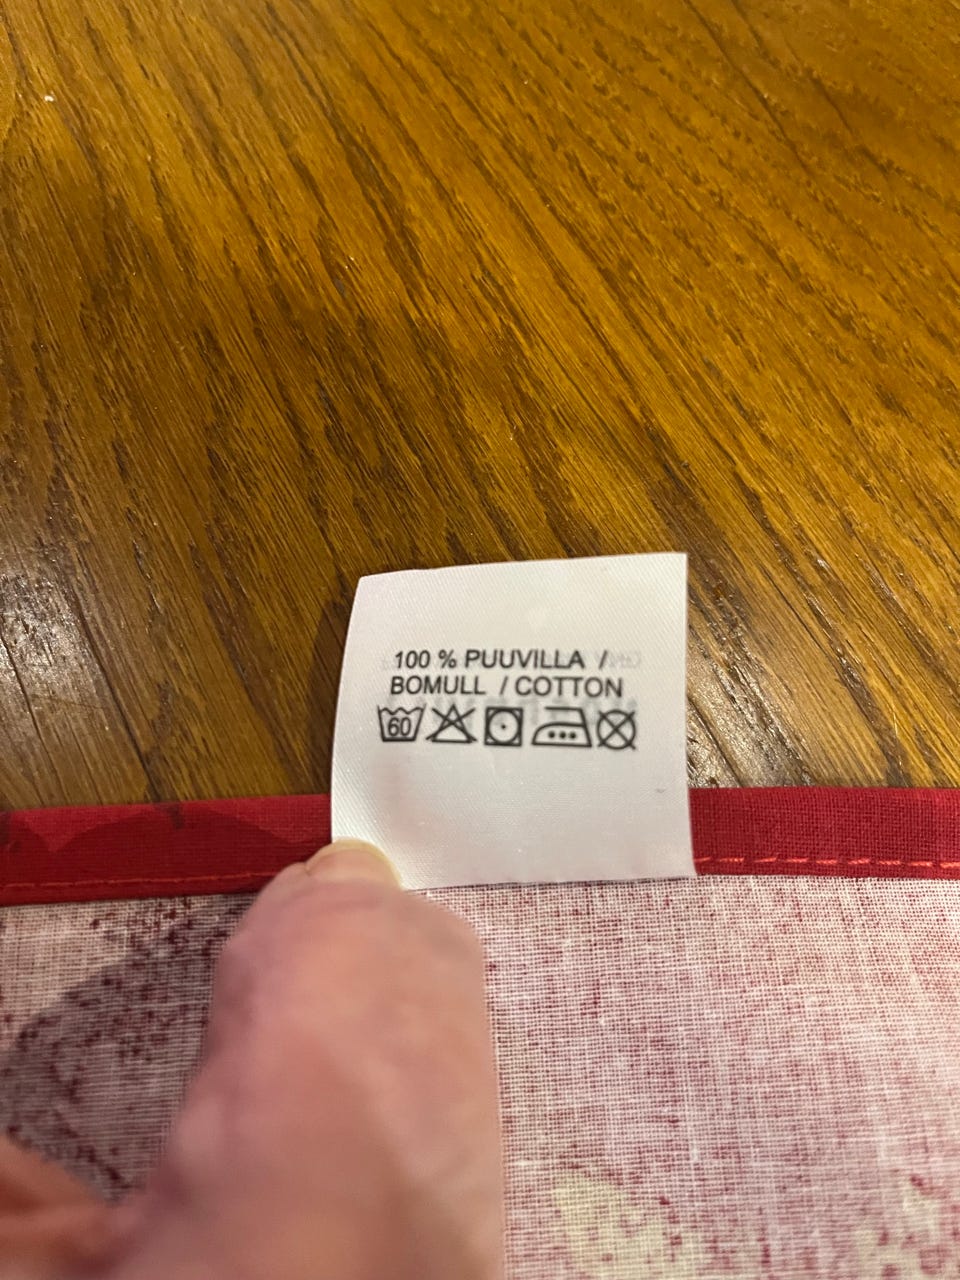 100 % PUUVILLA /
BOMULL / COTTON
60